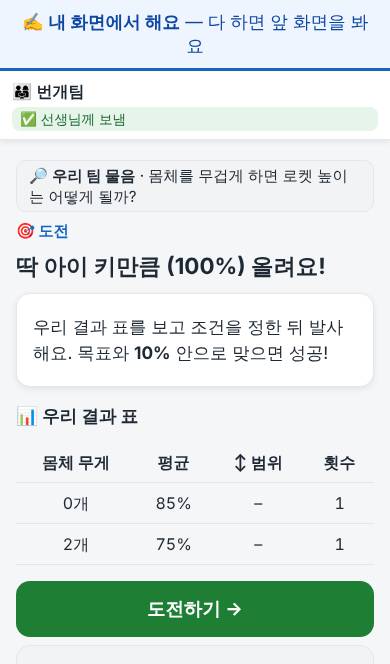 ✍️ 내 화면에서 해요 — 다 하면 앞 화면을 봐
요
👨‍👩‍👧 번개팀
✅ 선생님께 보냄
🔎 우리 팀 물음 · 몸체를 무겁게 하면 로켓 높이
는 어떻게 될까?
🎯 도전
딱 아이 키만큼 (100%) 올려요!
우리 결과 표를 보고 조건을 정한 뒤 발사
해요. 목표와 10% 안으로 맞으면 성공!
📊 우리 결과 표
몸체 무게 평균 ↕ 범위 횟수
0개 85% – 1
2개 75% – 1
도전하기 →